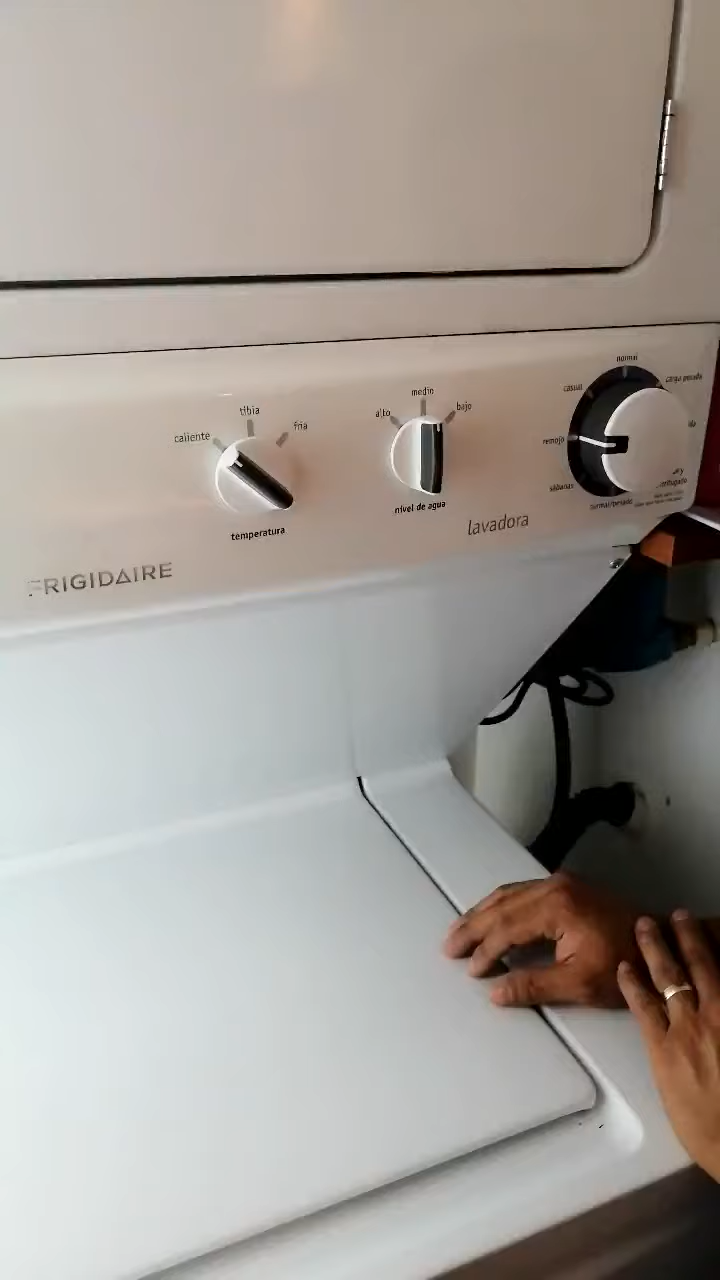 normal
casual
carga pesada
remojo
sábanas
normal/pesado
caliente
tibia
fria
temperatura
alto
medio
bajo
nivel de agua
lavadora
FRIGIDAIRE